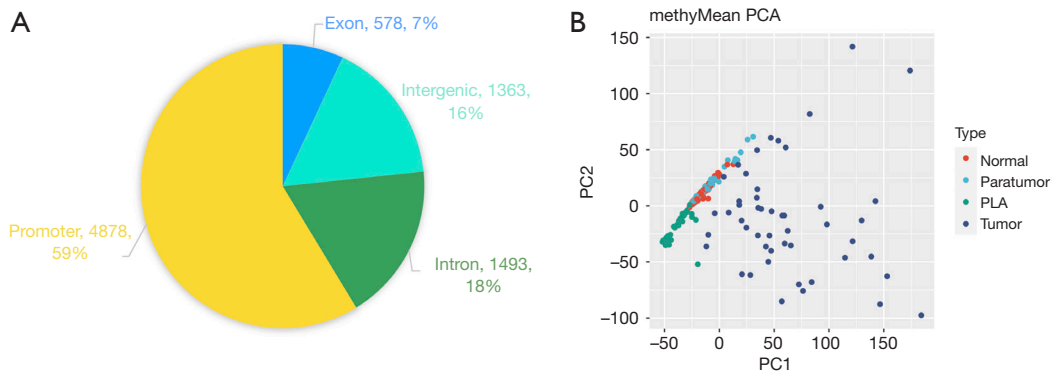 A
Exon, 578, 7%
Intergenic, 1363,
16%
Promoter, 4878,
59%
Intron, 1493,
18%
B
methyMean PCA
150
100
50
0
−50
−100
PC2
−50
0
50
100
150
PC1
Type
Normal
Paratumor
PLA
Tumor